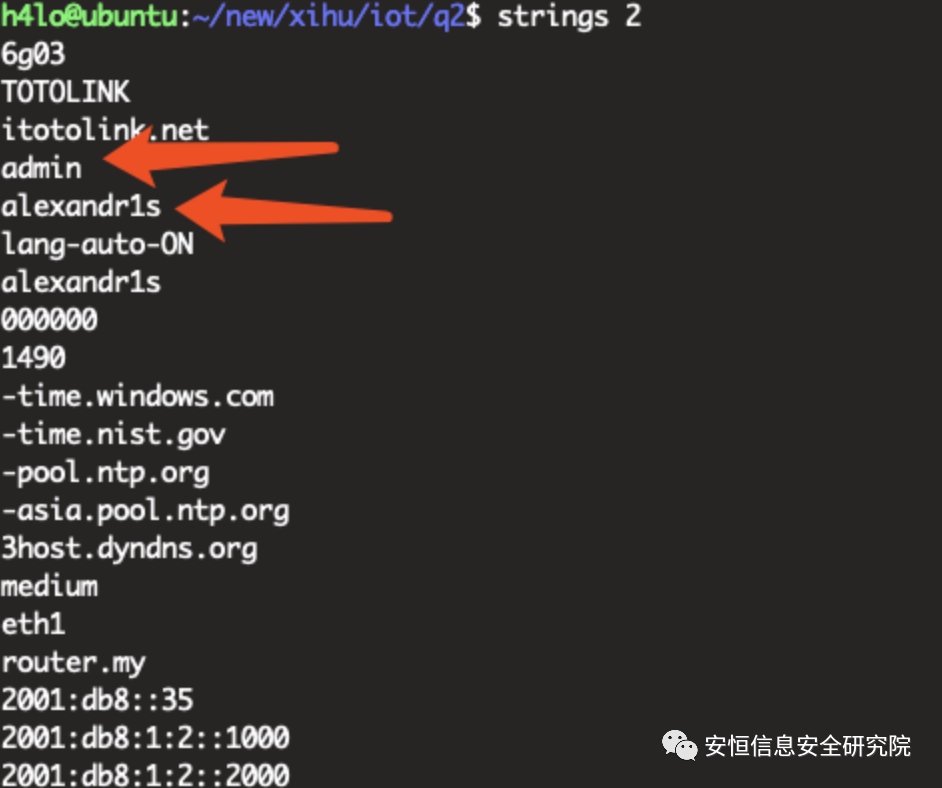 h4lo@ubuntu:~/new/xihu/iot/q2$ strings 2
6g03
TOTOLINK
itotolink.net
admin
alexandr1s
lang-auto-ON
alexandr1s
000000
1490
-time.windows.com
-time.nist.gov
-pool.ntp.org
-asia.pool.ntp.org
3host.dyndns.org
medium
eth1
router.my
2001:db8::35
2001:db8:1:2::1000
2001:db8:1:2::2000
安恒信息安全研究院